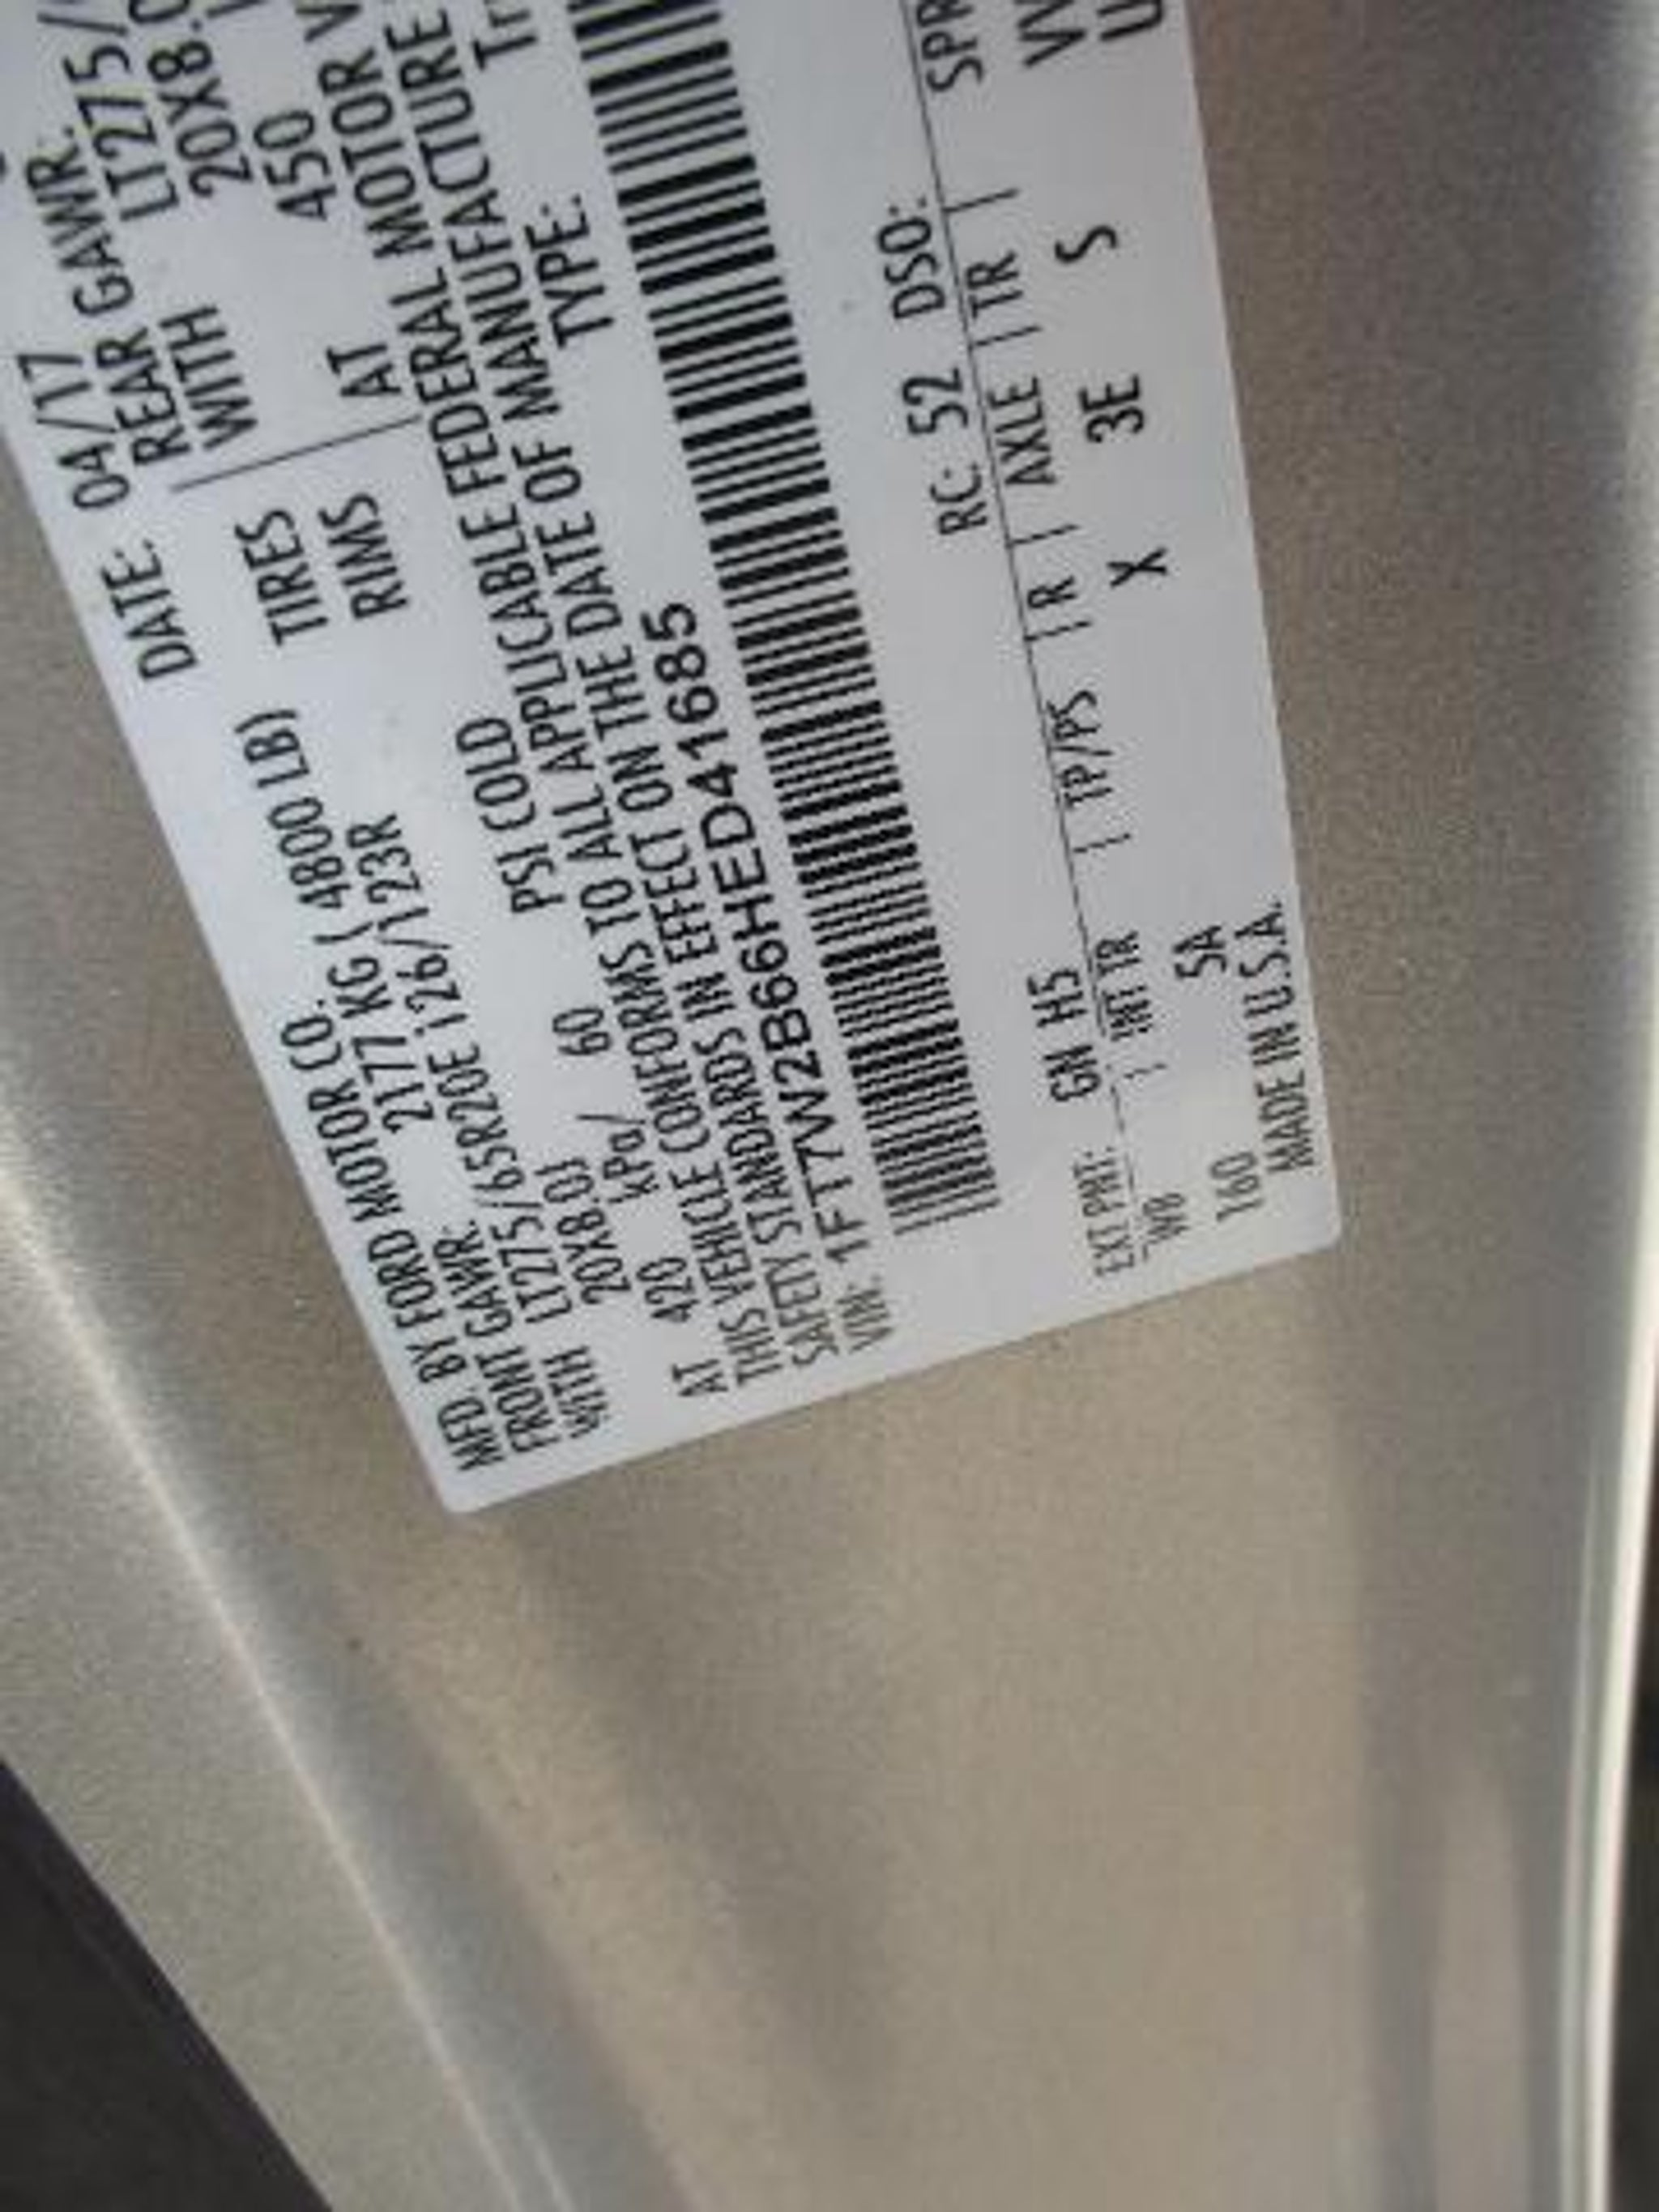 MFD. BY FORD MOTOR CO.
DATE: 04/17
FRONT GAWR: 2177 KG ( 4800 LB)
REAR GAWR:
WITH LT275/65R20E 126/123R TIRES
WITH LT275/
20X8.0J RIMS
20X8.0
AT 420 kPa/ 60 PSI COLD
AT 450
THIS VEHICLE CONFORMS TO ALL APPLICABLE FEDERAL MOTOR V
SAFETY STANDARDS IN EFFECT ON THE DATE OF MANUFACTURE
VIN: 1FT7W2B66HED41685
TYPE:
EXT PNT: GN H5 RC: 52 DSO:
WB | INT TR | TP/PS | R | AXLE | TR | SPR
160 5A X 3E S
MADE IN U.S.A.